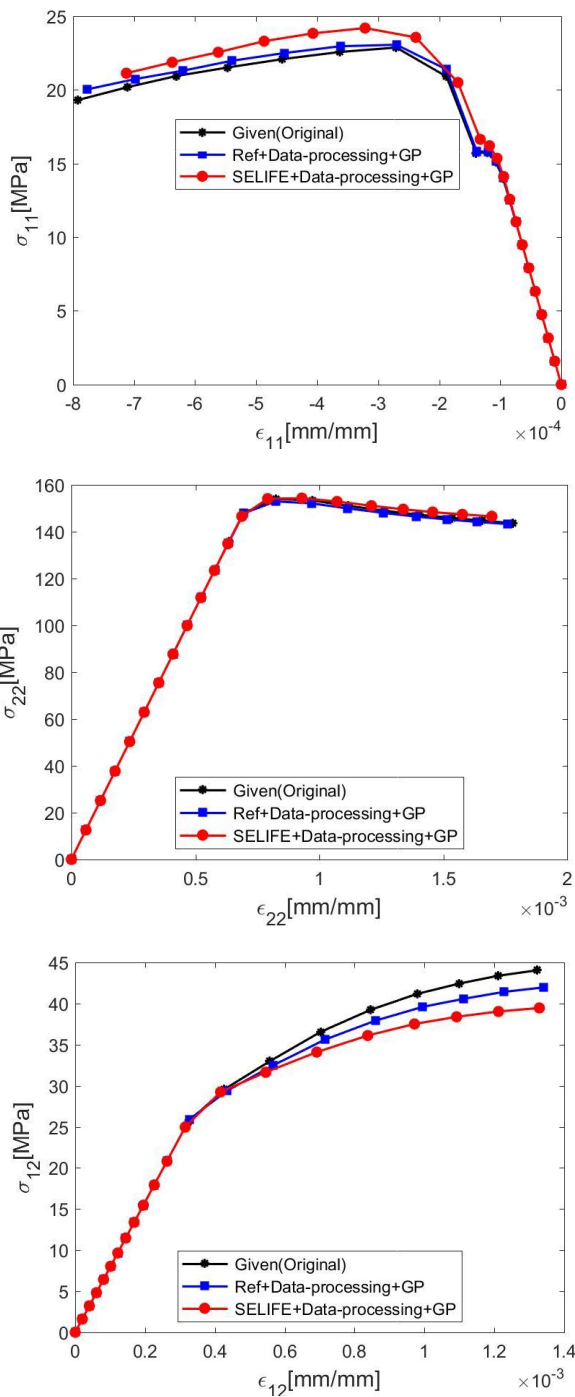 25
20
15
10
5
0
σ11[MPa]
Given(Original)
Ref+Data-processing+GP
SELIFE+Data-processing+GP
-8 -7 -6 -5 -4 -3 -2 -1 0
ϵ11[mm/mm] ×10-4
160
140
120
100
80
60
40
20
0
σ22[MPa]
Given(Original)
Ref+Data-processing+GP
SELIFE+Data-processing+GP
0 0.5 1 1.5 2
ϵ22[mm/mm] ×10-3
45
40
35
30
25
20
15
10
5
0
σ12[MPa]
Given(Original)
Ref+Data-processing+GP
SELIFE+Data-processing+GP
0 0.2 0.4 0.6 0.8 1 1.2 1.4
ϵ12[mm/mm] ×10-3